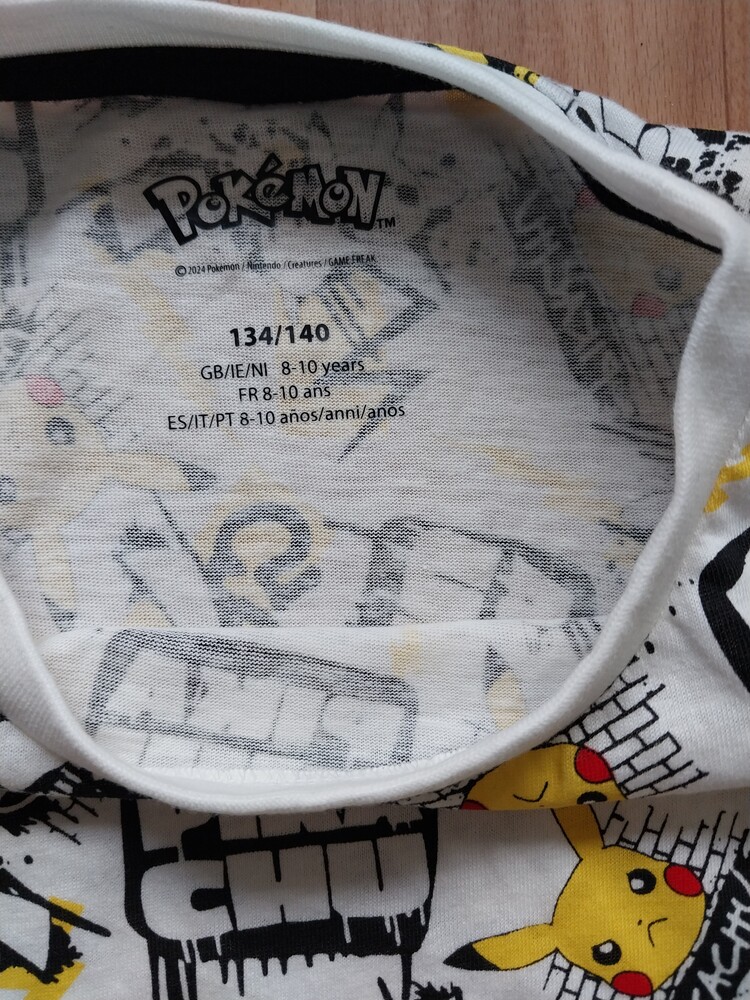 POKéMON™
©2024 Pokémon / Nintendo / Creatures / GAME FREAK
134/140
GB/IE/NI 8-10 years
FR 8-10 ans
ES/IT/PT 8-10 años/anni/anos
CHU